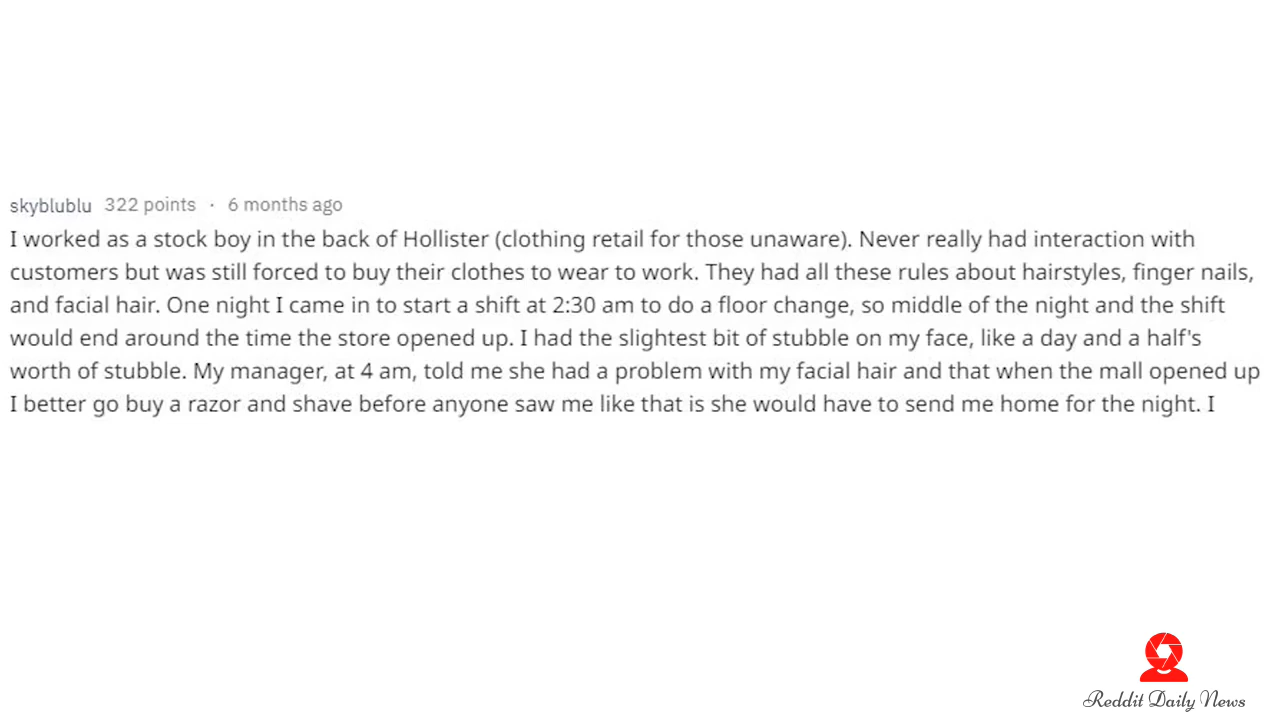 skyblublu 322 points · 6 months ago
I worked as a stock boy in the back of Hollister (clothing retail for those unaware). Never really had interaction with
customers but was still forced to buy their clothes to wear to work. They had all these rules about hairstyles, finger nails,
and facial hair. One night I came in to start a shift at 2:30 am to do a floor change, so middle of the night and the shift
would end around the time the store opened up. I had the slightest bit of stubble on my face, like a day and a half's
worth of stubble. My manager, at 4 am, told me she had a problem with my facial hair and that when the mall opened up
I better go buy a razor and shave before anyone saw me like that is she would have to send me home for the night. I
Reddit Daily News